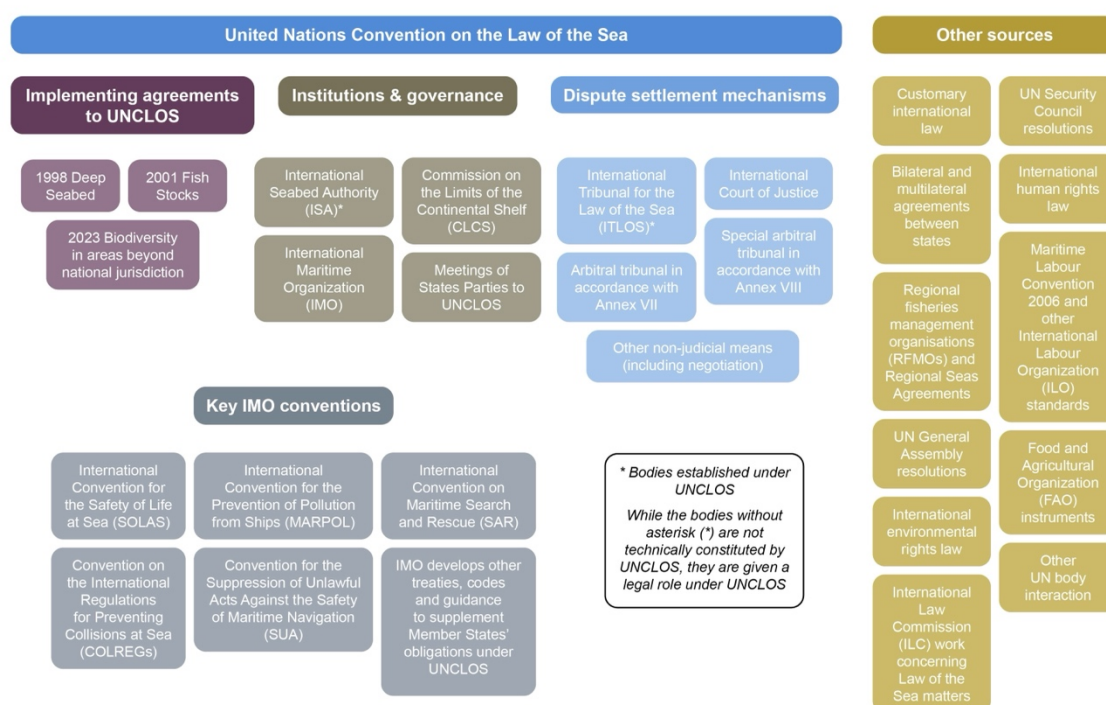 United Nations Convention on the Law of the Sea
Implementing agreements
to UNCLOS
1998 Deep
Seabed
2001 Fish
Stocks
2023 Biodiversity
in areas beyond
national jurisdiction
Institutions & governance
International
Seabed Authority
(ISA)*
Commission on
the Limits of the
Continental Shelf
(CLCS)
International
Maritime
Organization
(IMO)
Meetings of
States Parties to
UNCLOS
Dispute settlement mechanisms
International
Tribunal for the
Law of the Sea
(ITLOS)*
International
Court of Justice
Arbitral tribunal in
accordance with
Annex VII
Special arbitral
tribunal in
accordance with
Annex VIII
Other non-judicial means
(including negotiation)
Key IMO conventions
International
Convention for
the Safety of Life
at Sea (SOLAS)
International
Convention for the
Prevention of Pollution
from Ships (MARPOL)
International
Convention on
Maritime Search
and Rescue (SAR)
Convention on
the International
Regulations
for Preventing
Collisions at Sea
(COLREGs)
Convention for the
Suppression of Unlawful
Acts Against the Safety
of Maritime Navigation
(SUA)
IMO develops other
treaties, codes
and guidance
to supplement
Member States'
obligations under
UNCLOS
* Bodies established under
UNCLOS
While the bodies without
asterisk (*) are not
technically constituted by
UNCLOS, they are given a
legal role under UNCLOS
Other sources
Customary
international
law
Bilateral and
multilateral
agreements
between
states
Regional
fisheries
management
organisations
(RFMOs) and
Regional Seas
Agreements
UN General
Assembly
resolutions
International
environmental
rights law
International
Law
Commission
(ILC) work
concerning
Law of the
Sea matters
UN Security
Council
resolutions
International
human rights
law
Maritime
Labour
Convention
2006 and
other
International
Labour
Organization
(ILO)
standards
Food and
Agricultural
Organization
(FAO)
instruments
Other
UN body
interaction